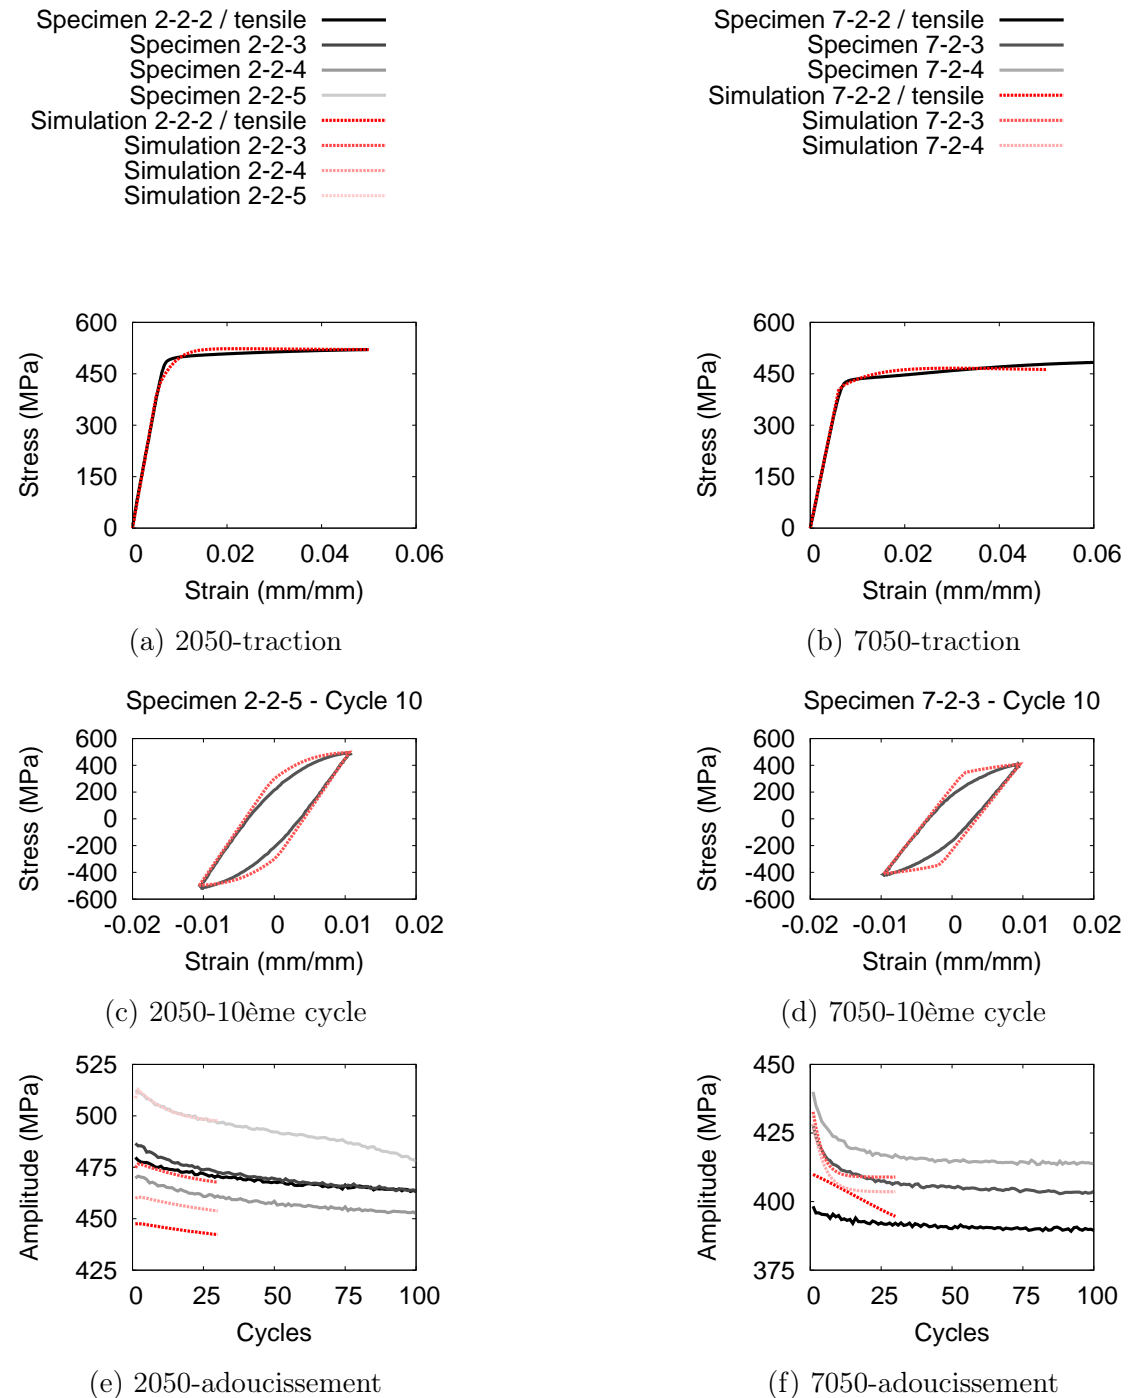 Specimen 2-2-2 / tensile
Specimen 2-2-3
Specimen 2-2-4
Specimen 2-2-5
Simulation 2-2-2 / tensile
Simulation 2-2-3
Simulation 2-2-4
Simulation 2-2-5
Specimen 7-2-2 / tensile
Specimen 7-2-3
Specimen 7-2-4
Simulation 7-2-2 / tensile
Simulation 7-2-3
Simulation 7-2-4
Stress (MPa)
600
450
300
150
0
0 0.02 0.04 0.06
Strain (mm/mm)
(a) 2050-traction
Stress (MPa)
600
450
300
150
0
0 0.02 0.04 0.06
Strain (mm/mm)
(b) 7050-traction
Specimen 2-2-5 - Cycle 10
Stress (MPa)
600
400
200
0
-200
-400
-600
-0.02 -0.01 0 0.01 0.02
Strain (mm/mm)
(c) 2050-10ème cycle
Specimen 7-2-3 - Cycle 10
Stress (MPa)
600
400
200
0
-200
-400
-600
-0.02 -0.01 0 0.01 0.02
Strain (mm/mm)
(d) 7050-10ème cycle
Amplitude (MPa)
525
500
475
450
425
0 25 50 75 100
Cycles
(e) 2050-adoucissement
Amplitude (MPa)
450
425
400
375
0 25 50 75 100
Cycles
(f) 7050-adoucissement